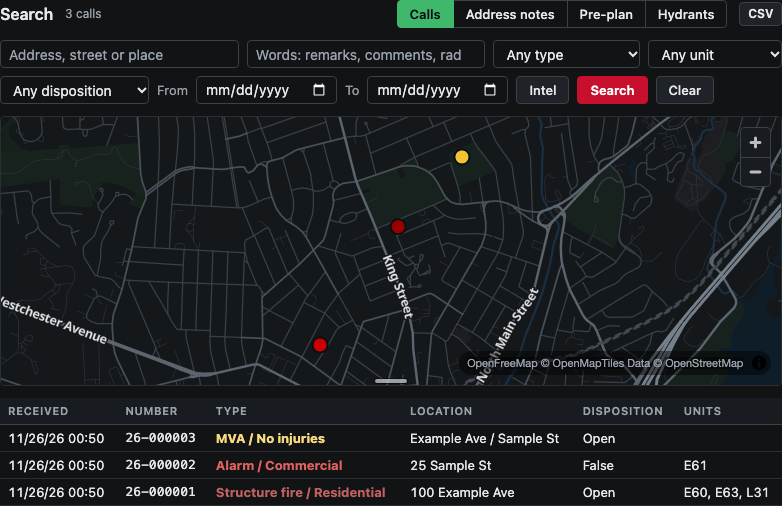 Search 3 calls Calls Address notes Pre-plan Hydrants CSV
Address, street or place Words: remarks, comments, rad Any type Any unit
Any disposition From mm/dd/yyyy To mm/dd/yyyy Intel Search Clear
+
−
King Street
Westchester Avenue
North Main Street
OpenFreeMap © OpenMapTiles Data © OpenStreetMap
RECEIVED NUMBER TYPE LOCATION DISPOSITION UNITS
11/26/26 00:50 26-000003 MVA / No injuries Example Ave / Sample St Open
11/26/26 00:50 26-000002 Alarm / Commercial 25 Sample St False E61
11/26/26 00:50 26-000001 Structure fire / Residential 100 Example Ave Open E60, E63, L31